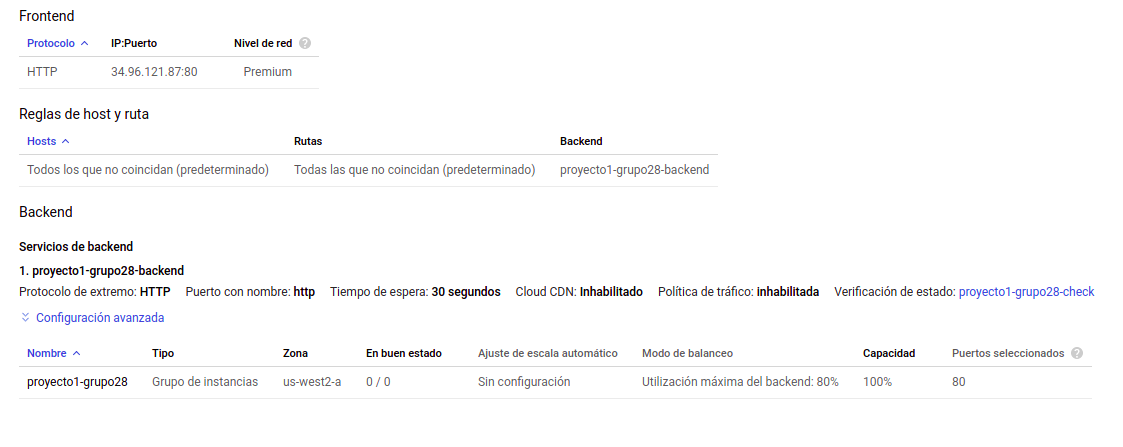 Frontend
Protocolo IP:Puerto Nivel de red ?
HTTP 34.96.121.87:80 Premium
Reglas de host y ruta
Hosts Rutas Backend
Todos los que no coincidan (predeterminado) Todas las que no coincidan (predeterminado) proyecto1-grupo28-backend
Backend
Servicios de backend
1. proyecto1-grupo28-backend
Protocolo de extremo: HTTP Puerto con nombre: http Tiempo de espera: 30 segundos Cloud CDN: Inhabilitado Política de tráfico: inhabilitada Verificación de estado: proyecto1-grupo28-check
Configuración avanzada
Nombre Tipo Zona En buen estado Ajuste de escala automático Modo de balanceo Capacidad Puertos seleccionados ?
proyecto1-grupo28 Grupo de instancias us-west2-a 0 / 0 Sin configuración Utilización máxima del backend: 80% 100% 80